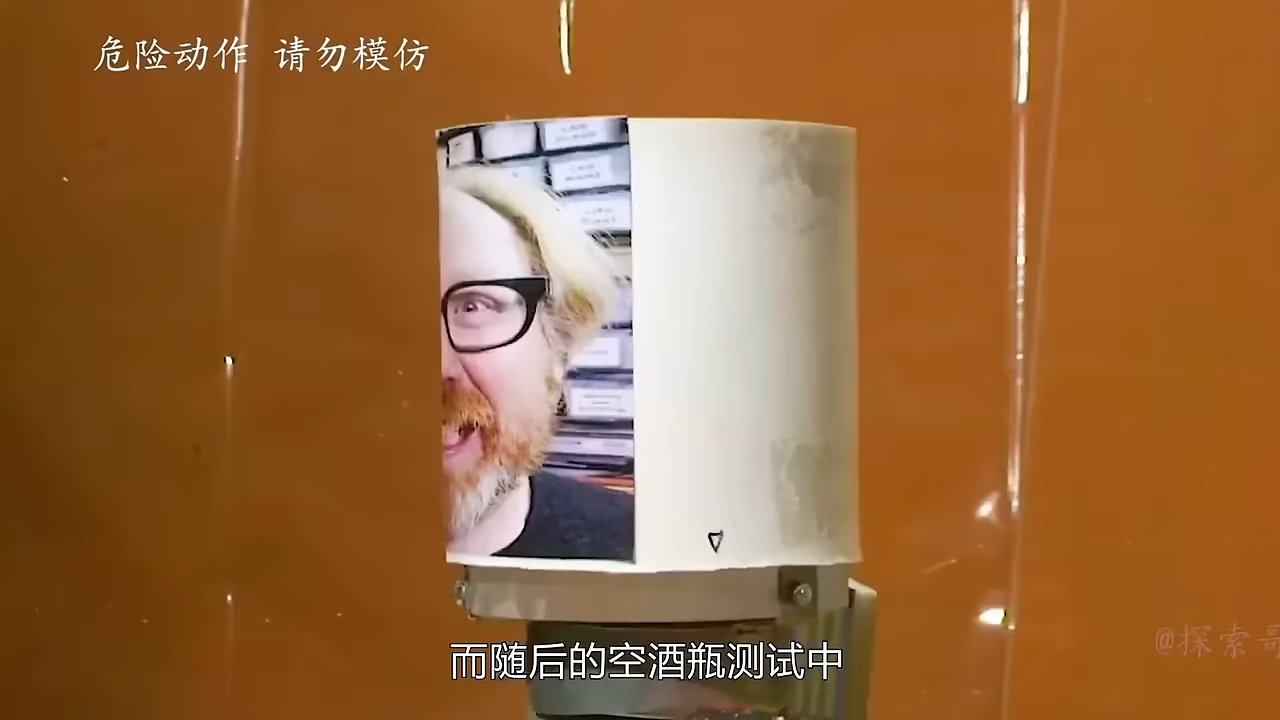 危险动作 请勿模仿
而随后的空酒瓶测试中
@探索哥